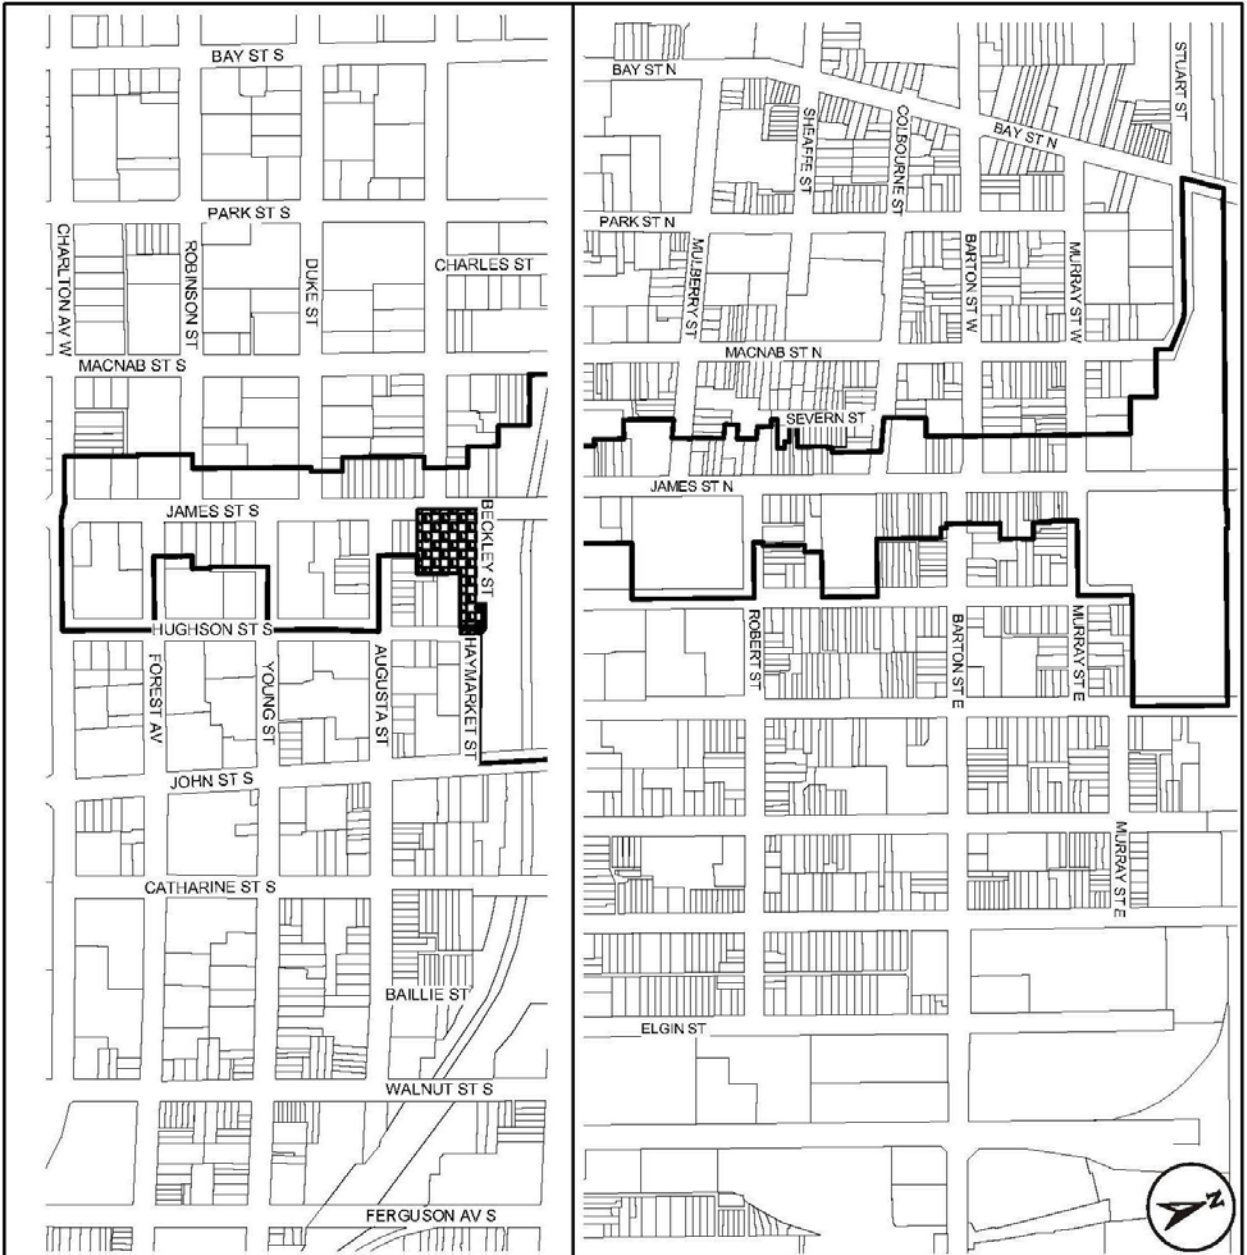 BAY ST S
PARK ST S
CHARLTON AV W
ROBINSON ST
DUKE ST
CHARLES ST
MACNAB ST S
JAMES ST S
BECKLEY ST
HUGHSON ST S
FOREST AV
YOUNG ST
AUGUSTA ST
HAYMARKET ST
JOHN ST S
CATHARINE ST S
BAILLIE ST
WALNUT ST S
FERGUSON AV S
BAY ST N
STUART ST
SHEAFFE ST
COLBOURNE ST
BAY ST N
PARK ST N
MULBERRY ST
BARTON ST W
MURRAY ST W
MACNAB ST N
SEVERN ST
JAMES ST N
ROBERT ST
BARTON ST E
MURRAY ST E
MURRAY ST E
ELGIN ST
N